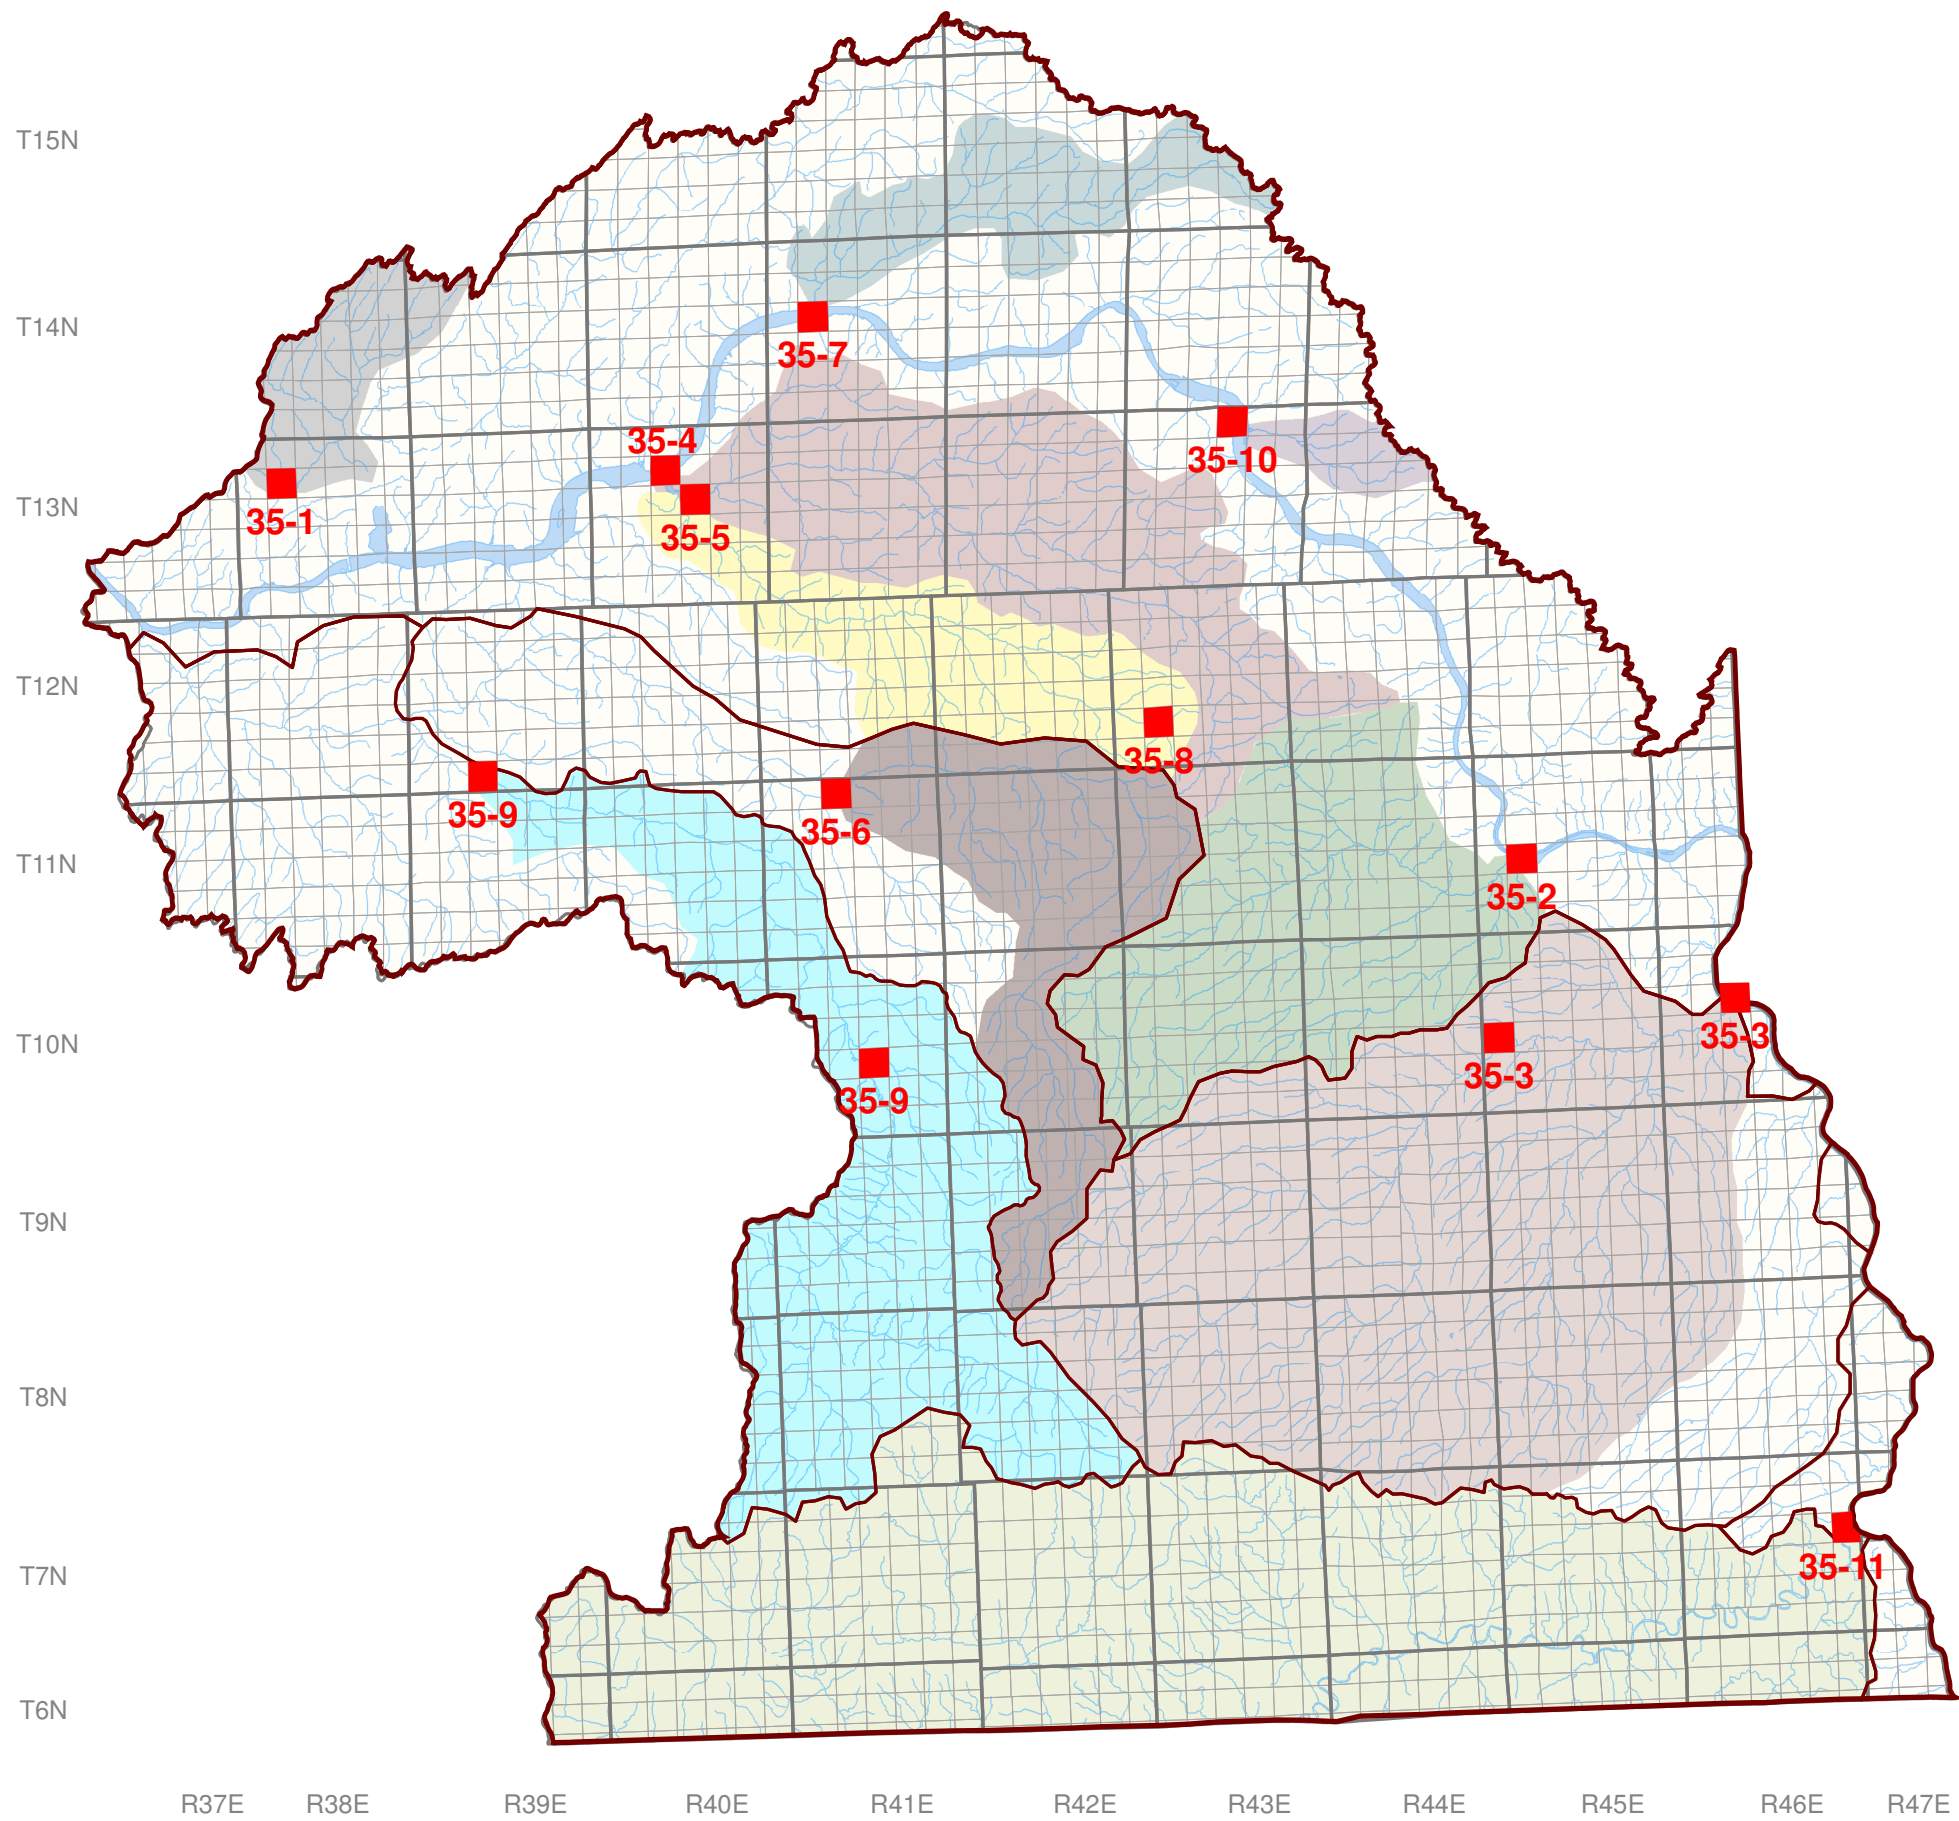 T15N
T14N
35-7
35-4
35-10
T13N
35-1
35-5
T12N
35-8
35-9
35-6
T11N
35-2
35-3
T10N
35-3
35-9
T9N
T8N
35-11
T7N
T6N
R37E R38E R39E R40E R41E R42E R43E R44E R45E R46E R47E